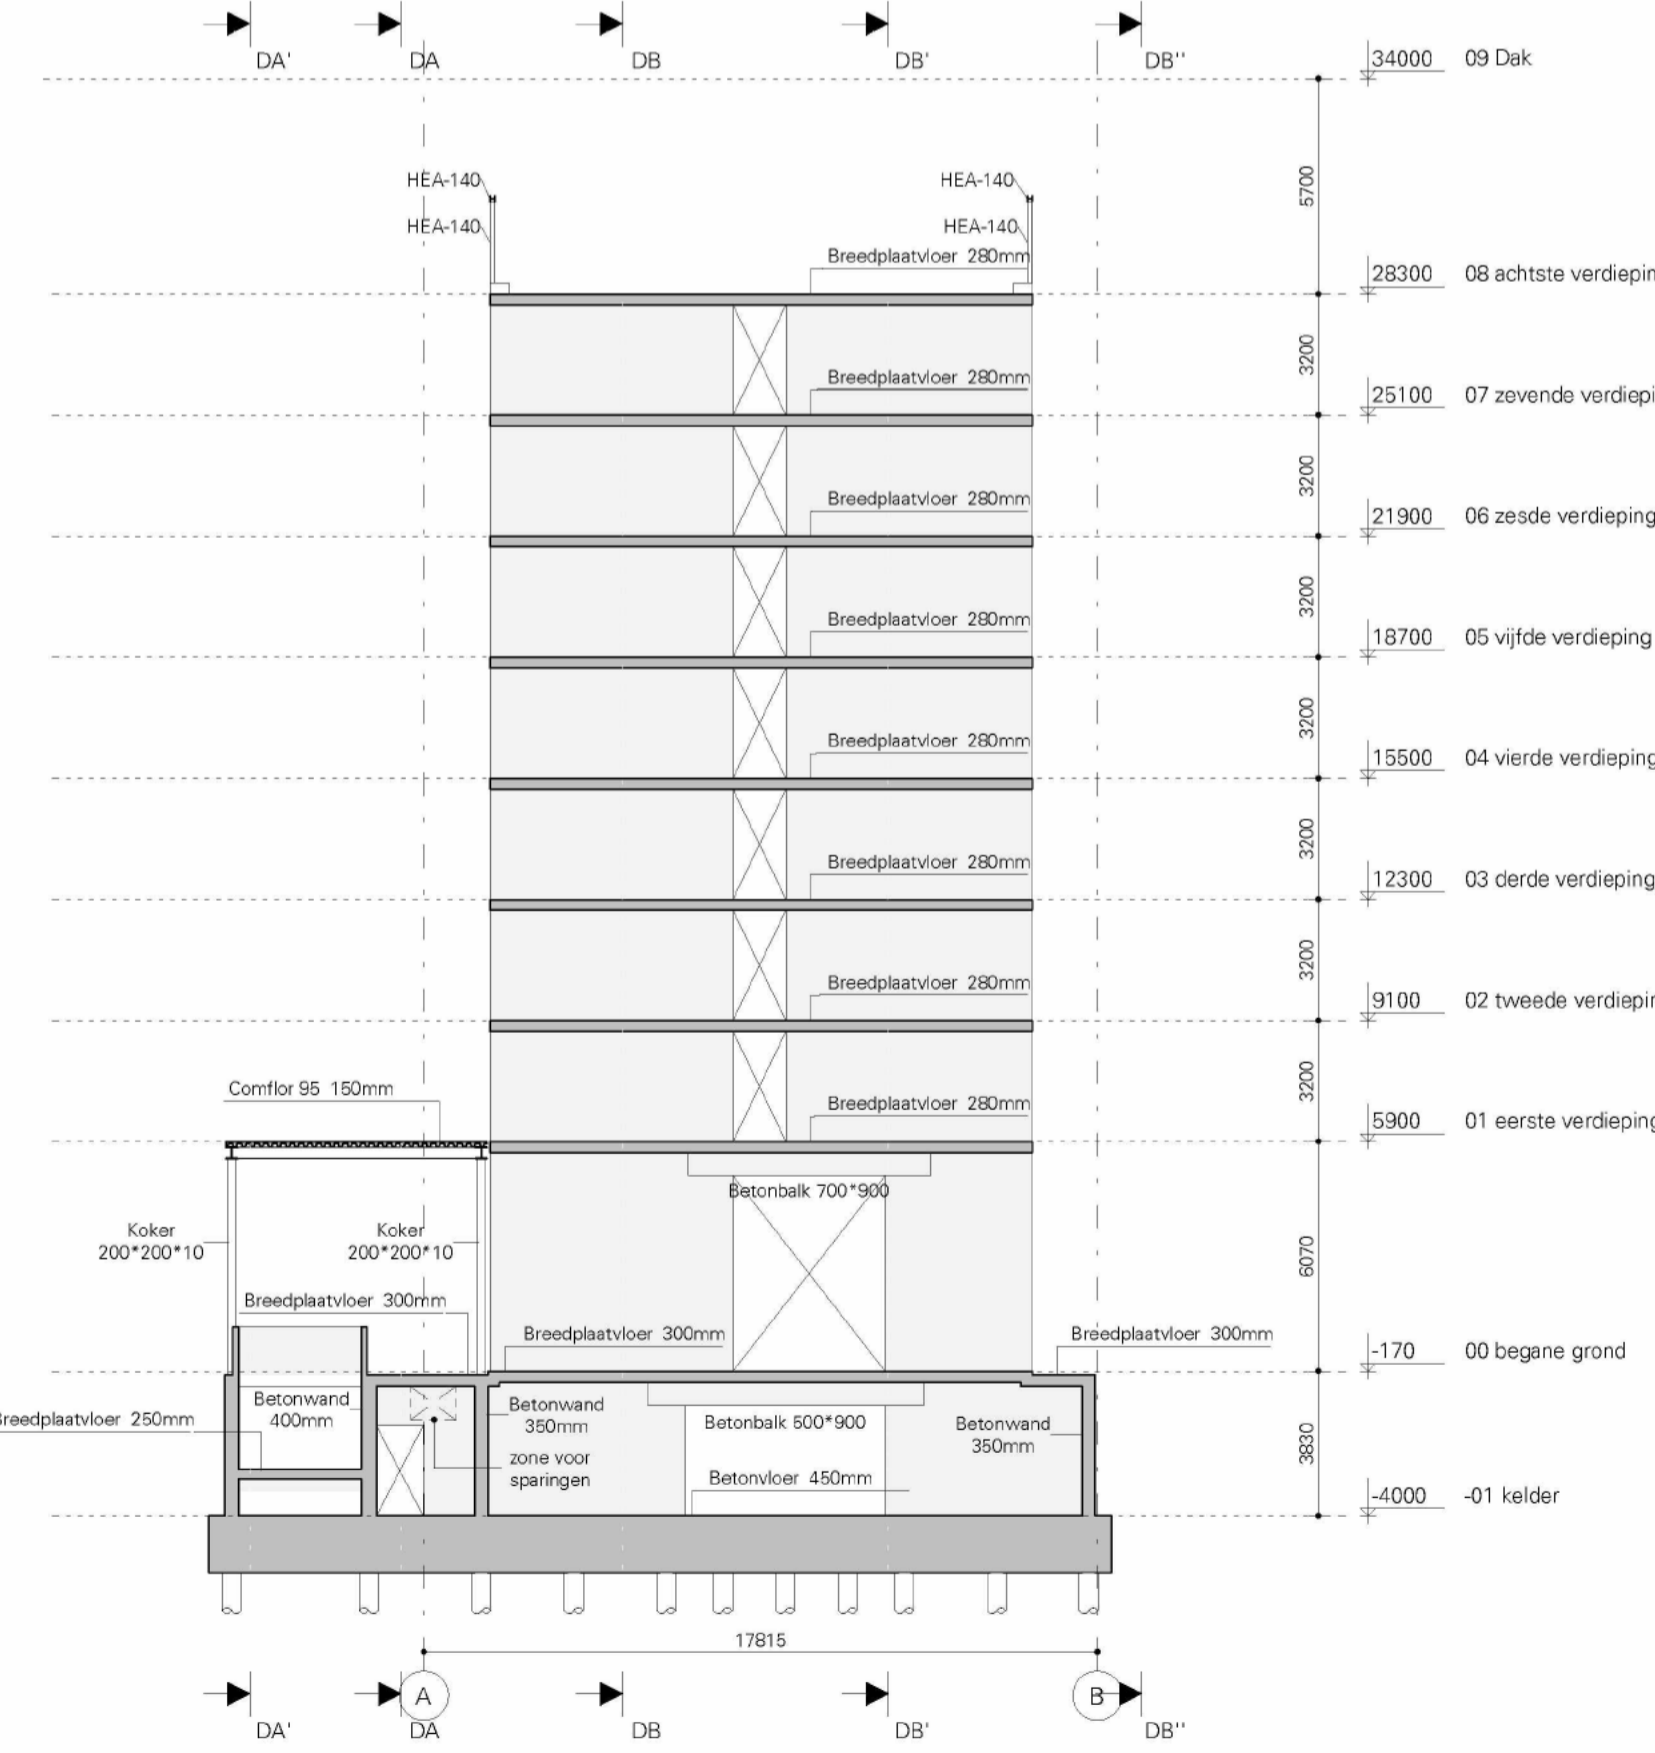 DA' DA DB DB' DB''
34000 09 Dak
5700
HEA-140 HEA-140
HEA-140 HEA-140
Breedplaatvloer 280mm
28300 08 achtste verdiepin
3200
Breedplaatvloer 280mm
25100 07 zevende verdiepi
3200
Breedplaatvloer 280mm
21900 06 zesde verdieping
3200
Breedplaatvloer 280mm
18700 05 vijfde verdieping
3200
Breedplaatvloer 280mm
15500 04 vierde verdieping
3200
Breedplaatvloer 280mm
12300 03 derde verdieping
3200
Breedplaatvloer 280mm
9100 02 tweede verdiepin
3200
Comflor 95 150mm
Breedplaatvloer 280mm
5900 01 eerste verdieping
Betonbalk 700*900
Koker
200*200*10
Koker
200*200*10
6070
Breedplaatvloer 300mm
Breedplaatvloer 300mm
Breedplaatvloer 300mm
-170 00 begane grond
Betonwand
400mm
Breedplaatvloer 250mm
Betonwand
350mm
Betonbalk 600*900
Betonwand
350mm
3830
zone voor
sparingen
Betonvloer 450mm
-4000 -01 kelder
17815
A B
DA' DA DB DB' DB''